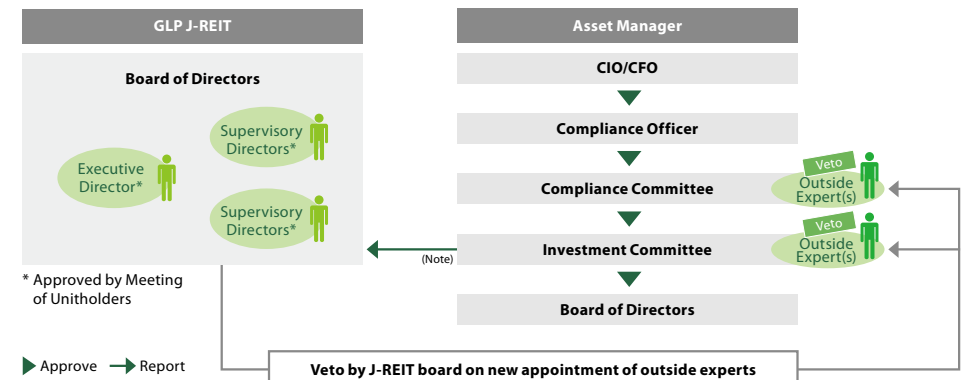 GLP J-REIT
Board of Directors
Supervisory
Directors*
Executive
Director*
Supervisory
Directors*
* Approved by Meeting
of Unitholders
Asset Manager
CIO/CFO
Compliance Officer
Compliance Committee
Veto
Outside
Expert(s)
Investment Committee
Veto
Outside
Expert(s)
(Note)
Board of Directors
Approve
Report
Veto by J-REIT board on new appointment of outside experts